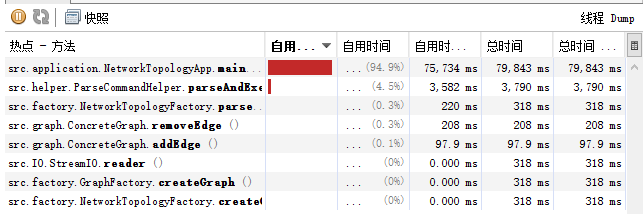 快照 线程 Dump
热点 - 方法 自用... 自用时间 自用时... 总时间 总时间 ...
src.application.NetworkTopologyApp.main... ... (94.9%) 75,734 ms 79,843 ms 79,843 ms
src.helper.ParseCommandHelper.parseAndExe ... (4.5%) 3,582 ms 3,790 ms 3,790 ms
src.factory.NetworkTopologyFactory.parse... ... (0.3%) 220 ms 318 ms 318 ms
src.graph.ConcreteGraph.removeEdge () ... (0.3%) 208 ms 208 ms 208 ms
src.graph.ConcreteGraph.addEdge () ... (0.1%) 97.9 ms 97.9 ms 97.9 ms
src.IO.StreamIO.reader () ... (0%) 0.000 ms 318 ms 318 ms
src.factory.GraphFactory.createGraph () ... (0%) 0.000 ms 318 ms 318 ms
src.factory.NetworkTopologyFactory.createG ... (0%) 0.000 ms 318 ms 318 ms